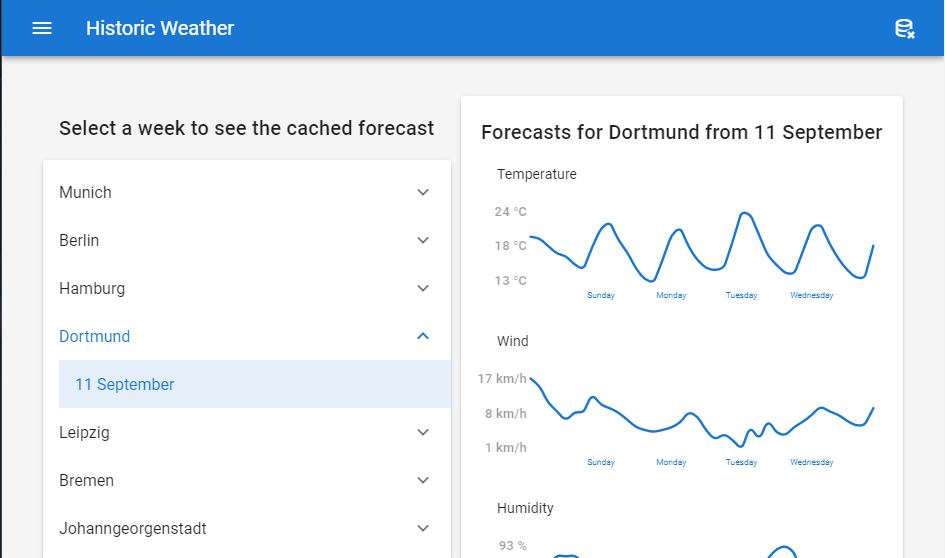 Historic Weather
Select a week to see the cached forecast
Munich
Berlin
Hamburg
Dortmund
11 September
Leipzig
Bremen
Johanngeorgenstadt
Forecasts for Dortmund from 11 September
Temperature
24 °C
18 °C
13 °C
Sunday Monday Tuesday Wednesday
Wind
17 km/h
8 km/h
1 km/h
Sunday Monday Tuesday Wednesday
Humidity
93 %